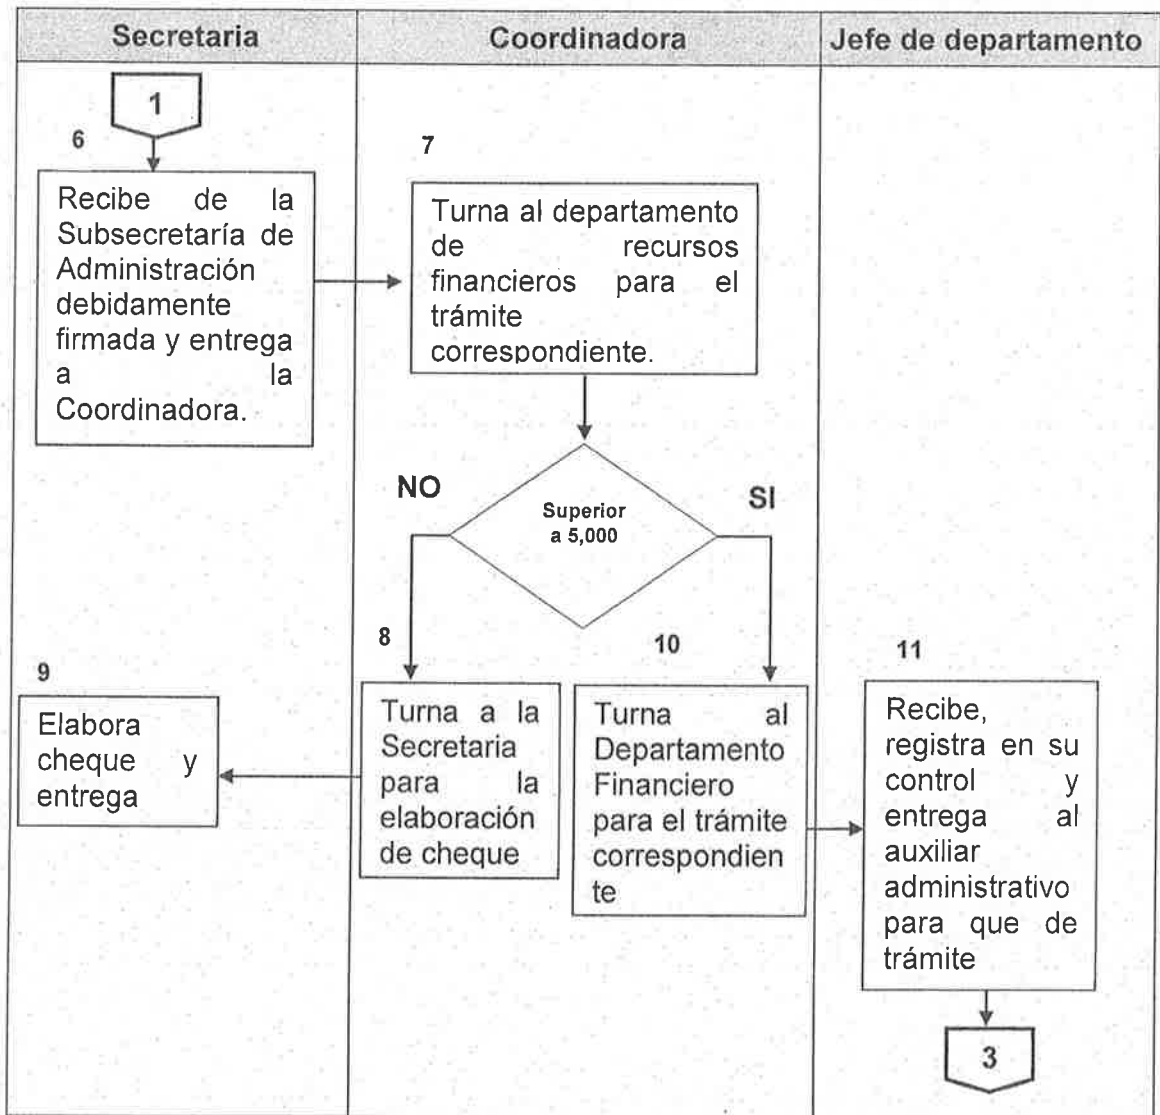 Secretaria
Coordinadora
Jefe de departamento
1
6
Recibe de la
Subsecretaría de
Administración
debidamente
firmada y entrega
a la
Coordinadora.
7
Turna al departamento
de recursos
financieros para el
trámite
correspondiente.
NO
Superior
a 5,000
SI
8
Turna a la
Secretaria
para la
elaboración
de cheque
9
Elabora
cheque y
entrega
10
Turna al
Departamento
Financiero
para el trámite
correspondien
te
11
Recibe,
registra en su
control y
entrega al
auxiliar
administrativo
para que de
trámite
3